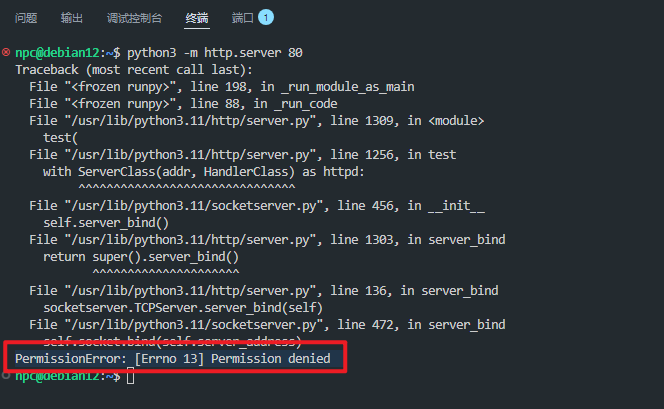 问题 输出 调试控制台 终端 端口 1
npc@debian12:~$ python3 -m http.server 80
Traceback (most recent call last):
  File "<frozen runpy>", line 198, in _run_module_as_main
  File "<frozen runpy>", line 88, in _run_code
  File "/usr/lib/python3.11/http/server.py", line 1309, in <module>
    test(
  File "/usr/lib/python3.11/http/server.py", line 1256, in test
    with ServerClass(addr, HandlerClass) as httpd:
         ^^^^^^^^^^^^^^^^^^^^^^^^^^^^^^^
  File "/usr/lib/python3.11/socketserver.py", line 456, in __init__
    self.server_bind()
  File "/usr/lib/python3.11/http/server.py", line 1303, in server_bind
    return super().server_bind()
           ^^^^^^^^^^^^^^^^^^^^^
  File "/usr/lib/python3.11/http/server.py", line 136, in server_bind
    socketserver.TCPServer.server_bind(self)
  File "/usr/lib/python3.11/socketserver.py", line 472, in server_bind
    self.socket.bind(self.server_address)
PermissionError: [Errno 13] Permission denied
npc@debian12:~$